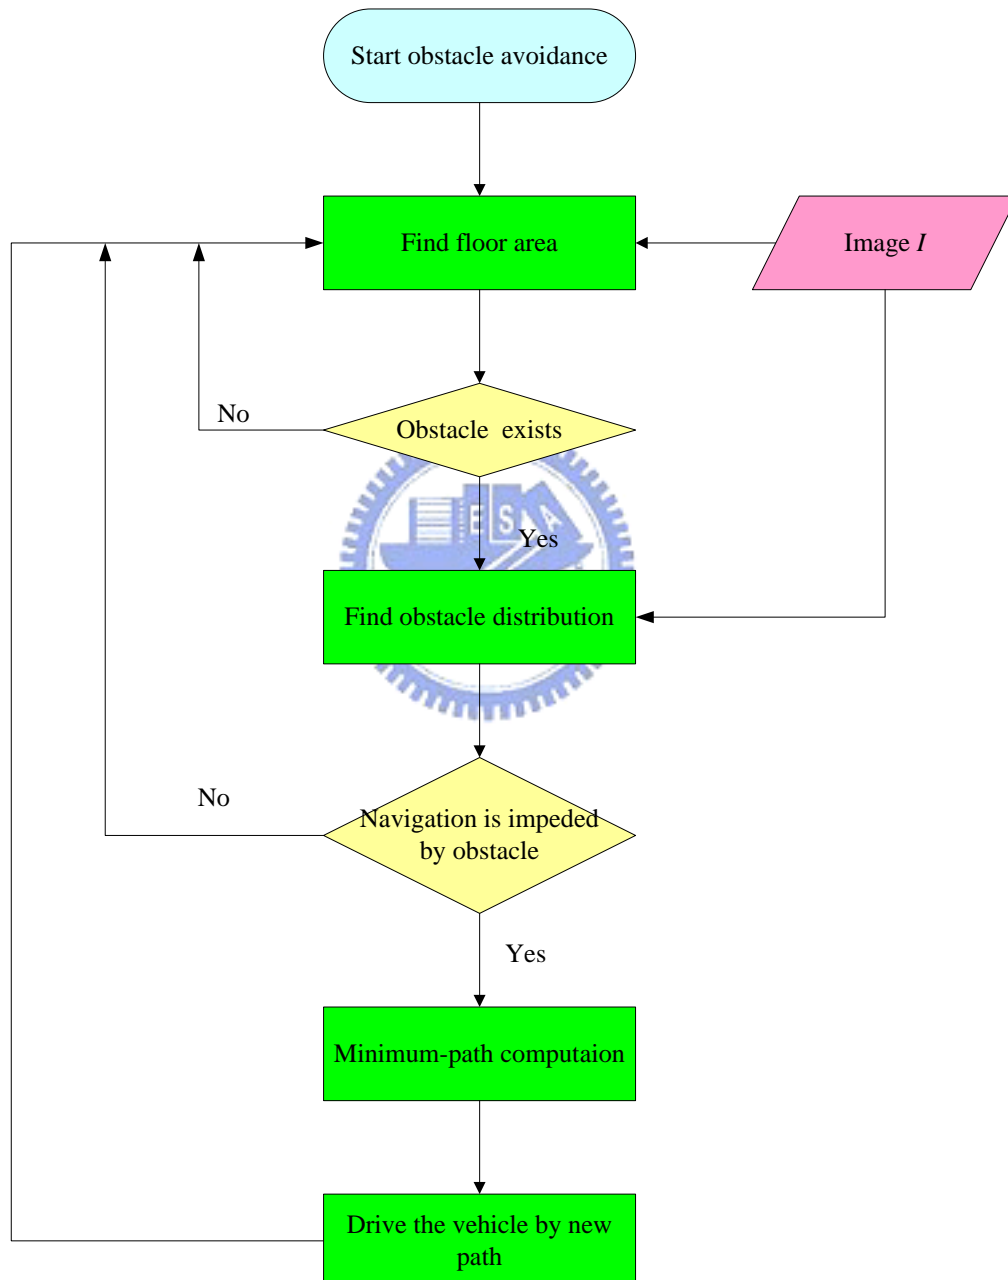 Start obstacle avoidance
Find floor area
Image I
No
Obstacle  exists
E S A
Yes
Find obstacle distribution
No
Navigation is impeded
by obstacle
Yes
Minimum-path computaion
Drive the vehicle by new
path